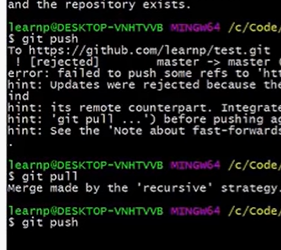 and the repository exists.
learnp@DESKTOP-VNHTVVB MINGW64 /c/Code/
$ git push
To https://github.com/learnp/test.git
! [rejected] master -> master (
error: failed to push some refs to 'htt
hint: Updates were rejected because the
ind
hint: its remote counterpart. Integrate
hint: 'git pull ...') before pushing ag
hint: See the 'Note about fast-forwards
.
learnp@DESKTOP-VNHTVVB MINGW64 /c/Code/
$ git pull
Merge made by the 'recursive' strategy.
learnp@DESKTOP-VNHTVVB MINGW64 /c/Code/
$ git push